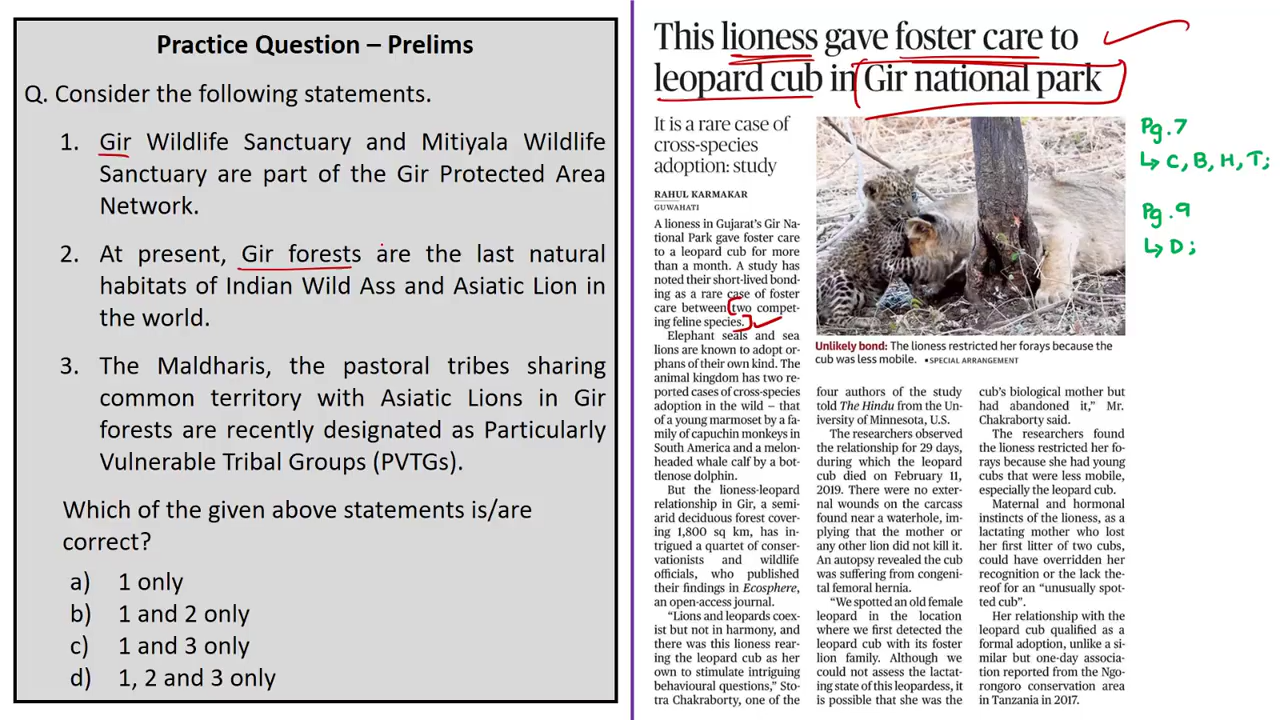 Practice Question – Prelims
Q. Consider the following statements.
1. Gir Wildlife Sanctuary and Mitiyala Wildlife
Sanctuary are part of the Gir Protected Area
Network.
2. At present, Gir forests are the last natural
habitats of Indian Wild Ass and Asiatic Lion in
the world.
3. The Maldharis, the pastoral tribes sharing
common territory with Asiatic Lions in Gir
forests are recently designated as Particularly
Vulnerable Tribal Groups (PVTGs).
Which of the given above statements is/are
correct?
a) 1 only
b) 1 and 2 only
c) 1 and 3 only
d) 1, 2 and 3 only
This lioness gave foster care to
leopard cub in Gir national park
It is a rare case of
cross-species
adoption: study
RAHUL KARMAKAR
GUWAHATI
A lioness in Gujarat's Gir Na-
tional Park gave foster care
to a leopard cub for more
than a month. A study has
noted their short-lived bond-
ing as a rare case of foster
care between two compet-
ing feline species.
Elephant seals and sea
lions are known to adopt or-
phans of their own kind. The
animal kingdom has two re-
ported cases of cross-species
adoption in the wild – that
of a young marmoset by a fa-
mily of capuchin monkeys in
South America and a melon-
headed whale calf by a bot-
tlenose dolphin.
But the lioness-leopard
relationship in Gir, a semi-
arid deciduous forest cover-
ing 1,800 sq km, has in-
trigued a quartet of conser-
vationists and wildlife
officials, who published
their findings in Ecosphere,
an open-access journal.
"Lions and leopards coex-
ist but not in harmony, and
there was this lioness rear-
ing the leopard cub as her
own to stimulate intriguing
behavioural questions," Sto-
tra Chakraborty, one of the
Unlikely bond: The lioness restricted her forays because the
cub was less mobile. •SPECIAL ARRANGEMENT
four authors of the study
told The Hindu from the Un-
iversity of Minnesota, U.S.
The researchers observed
the relationship for 29 days,
during which the leopard
cub died on February 11,
2019. There were no exter-
nal wounds on the carcass
found near a waterhole, im-
plying that the mother or
any other lion did not kill it.
An autopsy revealed the cub
was suffering from congeni-
tal femoral hernia.
"We spotted an old female
leopard in the location
where we first detected the
leopard cub with its foster
lion family. Although we
could not assess the lactat-
ing state of this leopardess, it
is possible that she was the
cub's biological mother but
had abandoned it," Mr.
Chakraborty said.
The researchers found
the lioness restricted her fo-
rays because she had young
cubs that were less mobile,
especially the leopard cub.
Maternal and hormonal
instincts of the lioness, as a
lactating mother who lost
her first litter of two cubs,
could have overridden her
recognition or the lack the-
reof for an "unusually spot-
ted cub".
Her relationship with the
leopard cub qualified as a
formal adoption, unlike a si-
milar but one-day associa-
tion reported from the Ngo-
rongoro conservation area
in Tanzania in 2017.
Pg. 7
↳ C, B, H, T;
Pg. 9
↳ D;